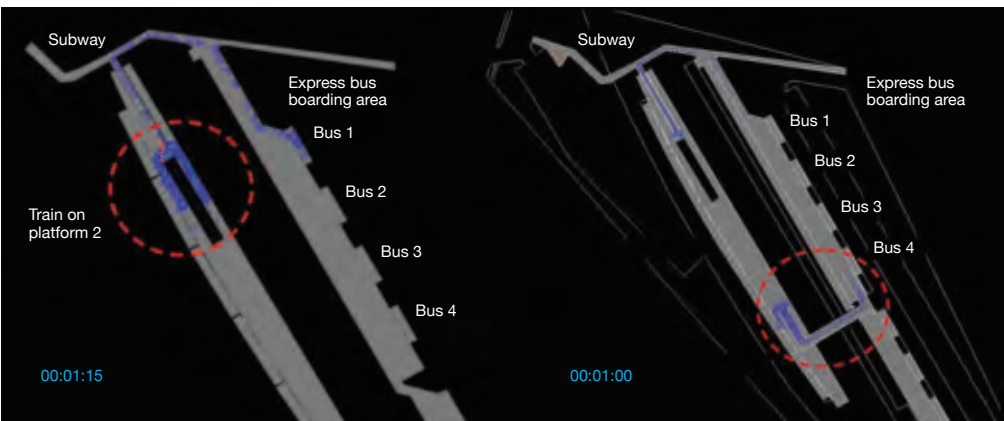 Subway
Express bus
boarding area
Bus 1
Bus 2
Train on
platform 2
Bus 3
Bus 4
00:01:15
Subway
Express bus
boarding area
Bus 1
Bus 2
Bus 3
Bus 4
00:01:00